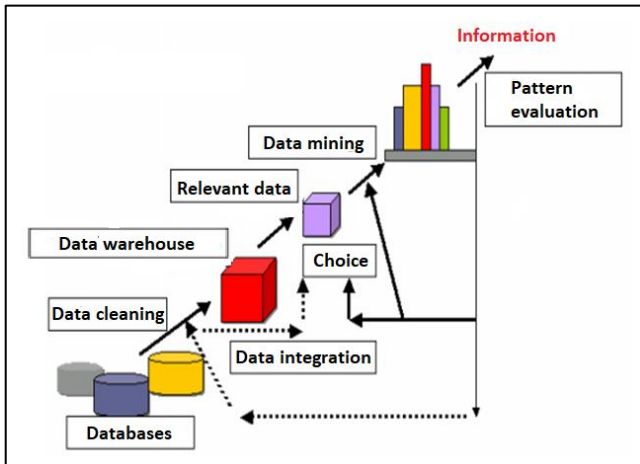 Information
Pattern
evaluation
Data mining
Relevant data
Data warehouse
Choice
Data cleaning
Data integration
Databases